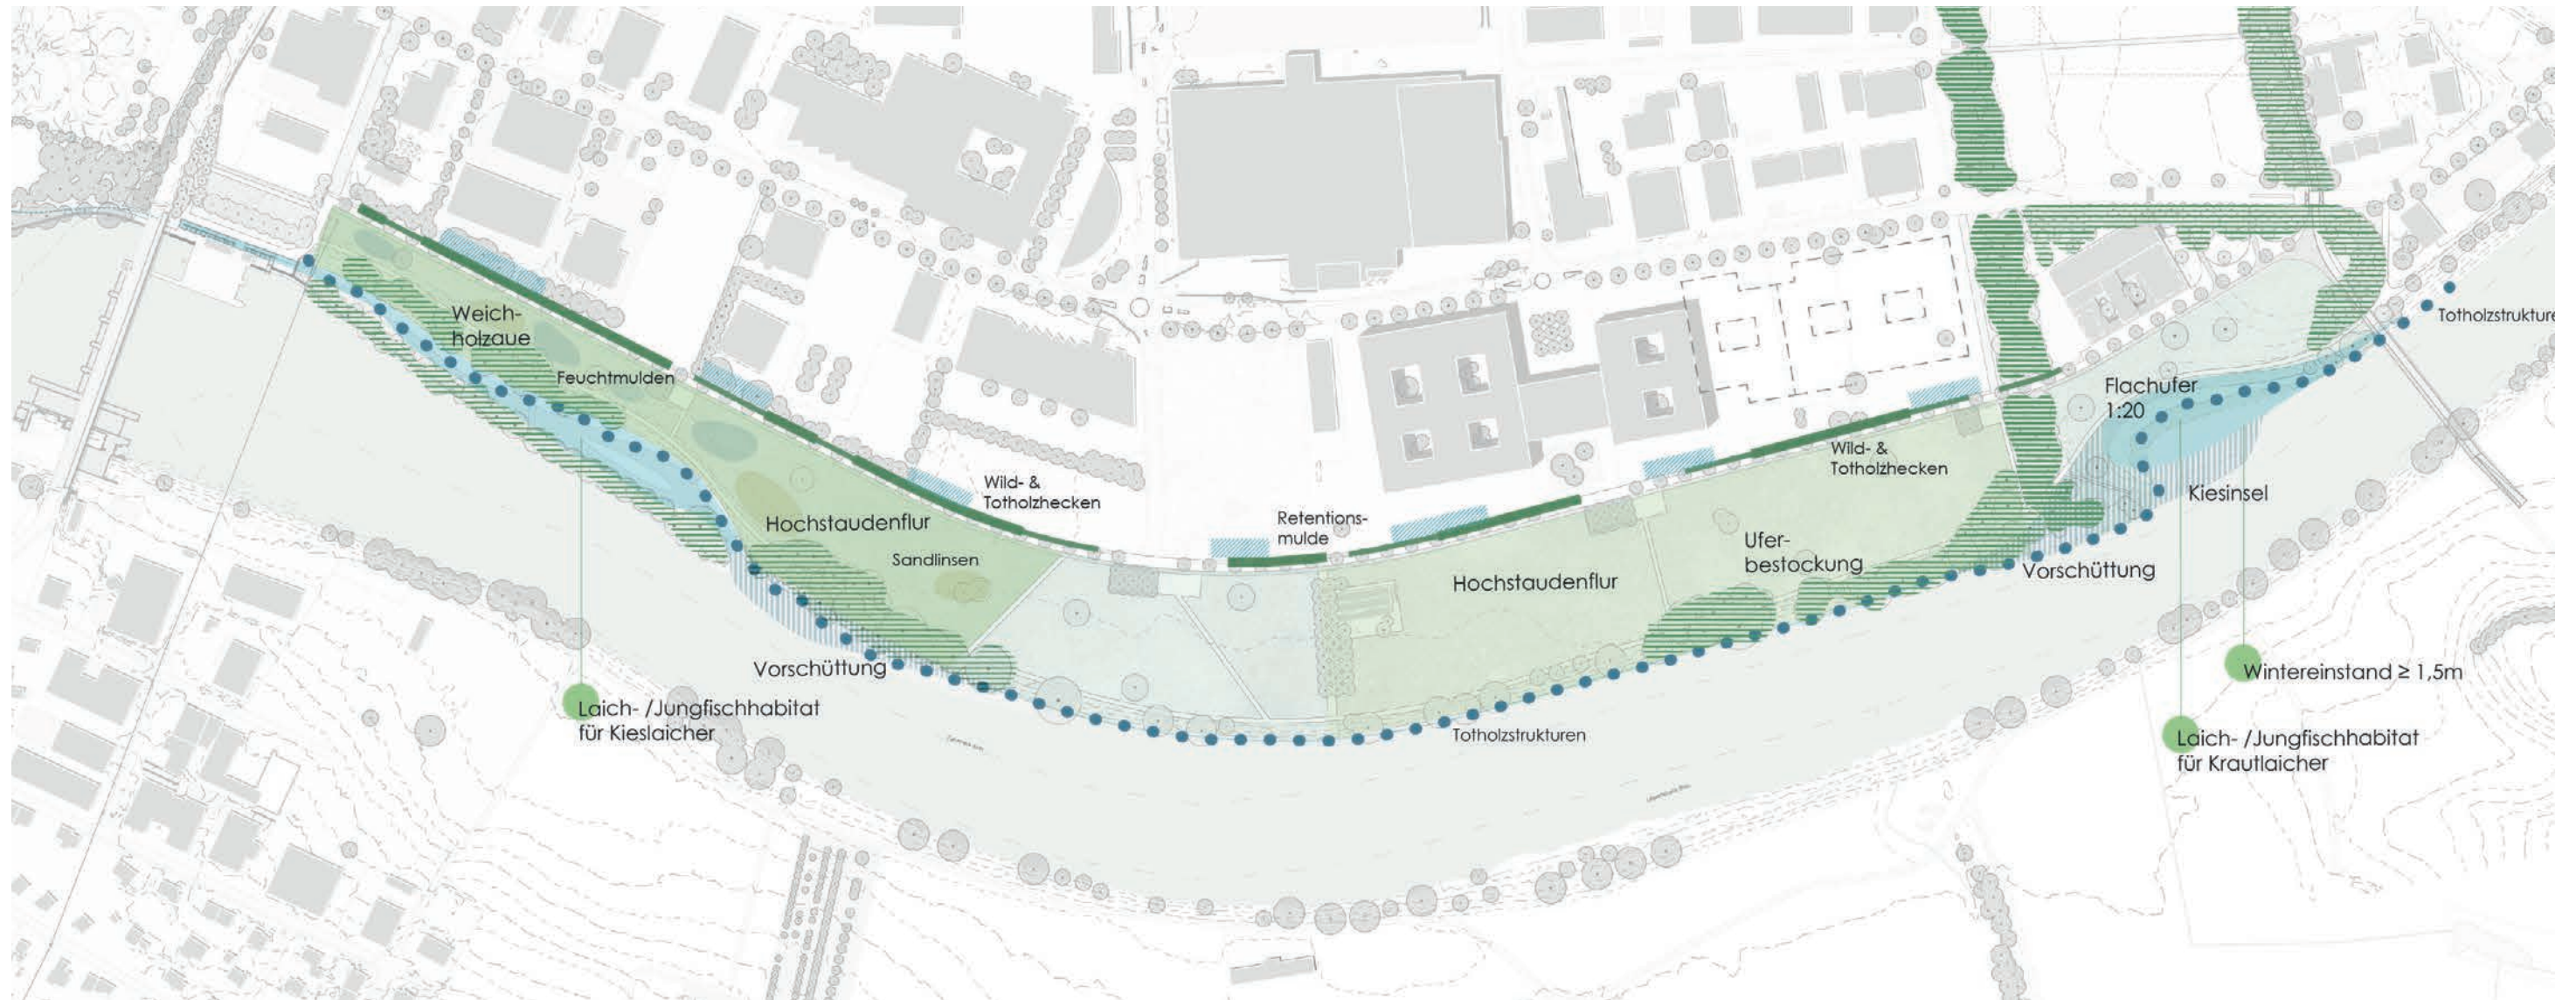 Weich-
holzaue
Feuchtmulden
Hochstaudenflur
Sandlinsen
Wild- &
Totholzhecken
Vorschüttung
Laich- /Jungfischhabitat
für Kieslaicher
Retentions-
mulde
Hochstaudenflur
Totholzstrukturen
Ufer-
bestockung
Wild- &
Totholzhecken
Flachufer
1:20
Kiesinsel
Vorschüttung
Totholzstrukture
Wintereinstand ≥ 1,5m
Laich- /Jungfischhabitat
für Krautlaicher